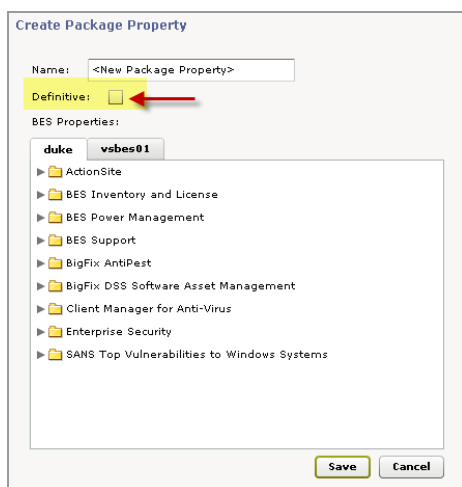 Create Package Property
Name: <New Package Property>
Definitive:
BES Properties:
duke vsbes01
ActionSite
BES Inventory and License
BES Power Management
BES Support
BigFix AntiPest
BigFix DSS Software Asset Management
Client Manager for Anti-Virus
Enterprise Security
SANS Top Vulnerabilities to Windows Systems
Save Cancel